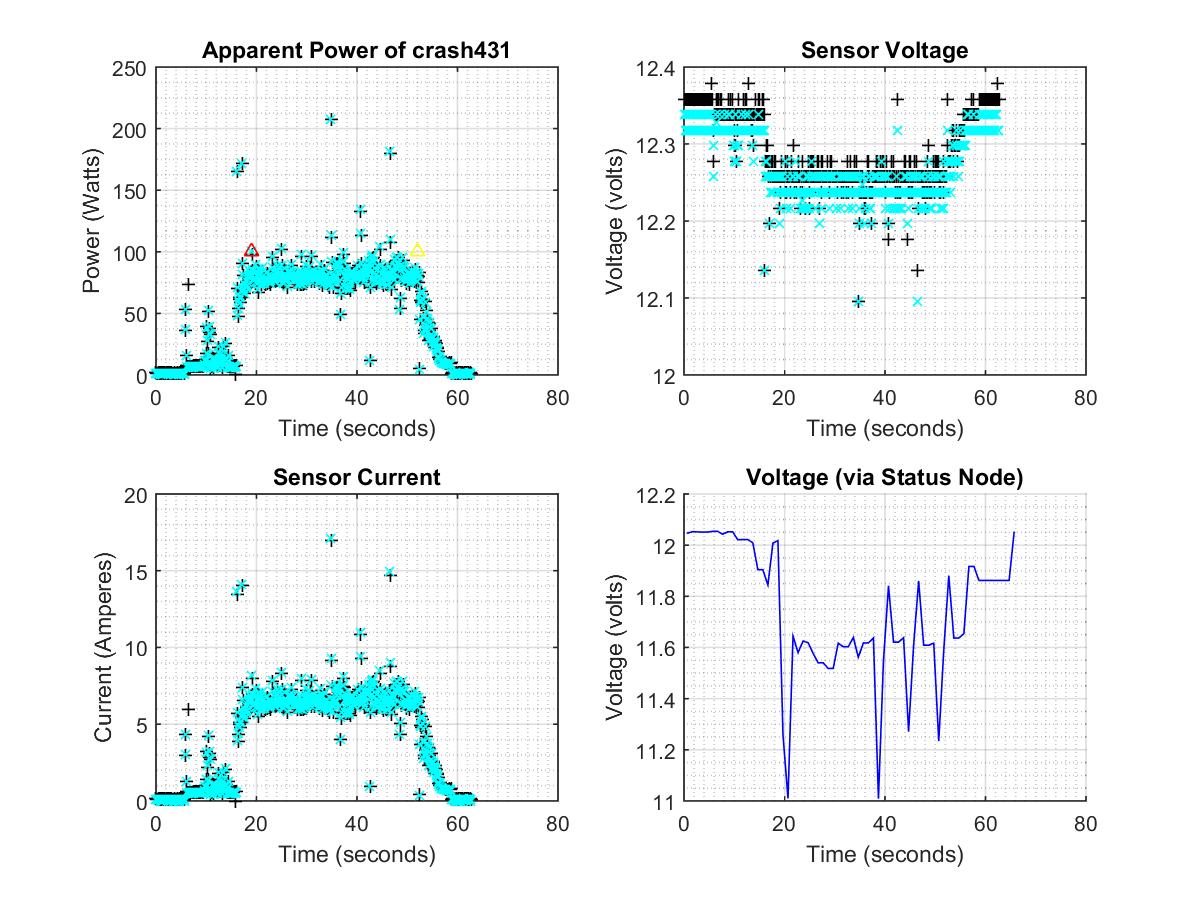 Apparent Power of crash431
250
200
150
100
50
0
Power (Watts)
0 20 40 60 80
Time (seconds)
Sensor Voltage
12.4
12.3
12.2
12.1
12
Voltage (volts)
0 20 40 60 80
Time (seconds)
Sensor Current
20
15
10
5
0
Current (Amperes)
0 20 40 60 80
Time (seconds)
Voltage (via Status Node)
12.2
12
11.8
11.6
11.4
11.2
11
Voltage (volts)
0 20 40 60 80
Time (seconds)